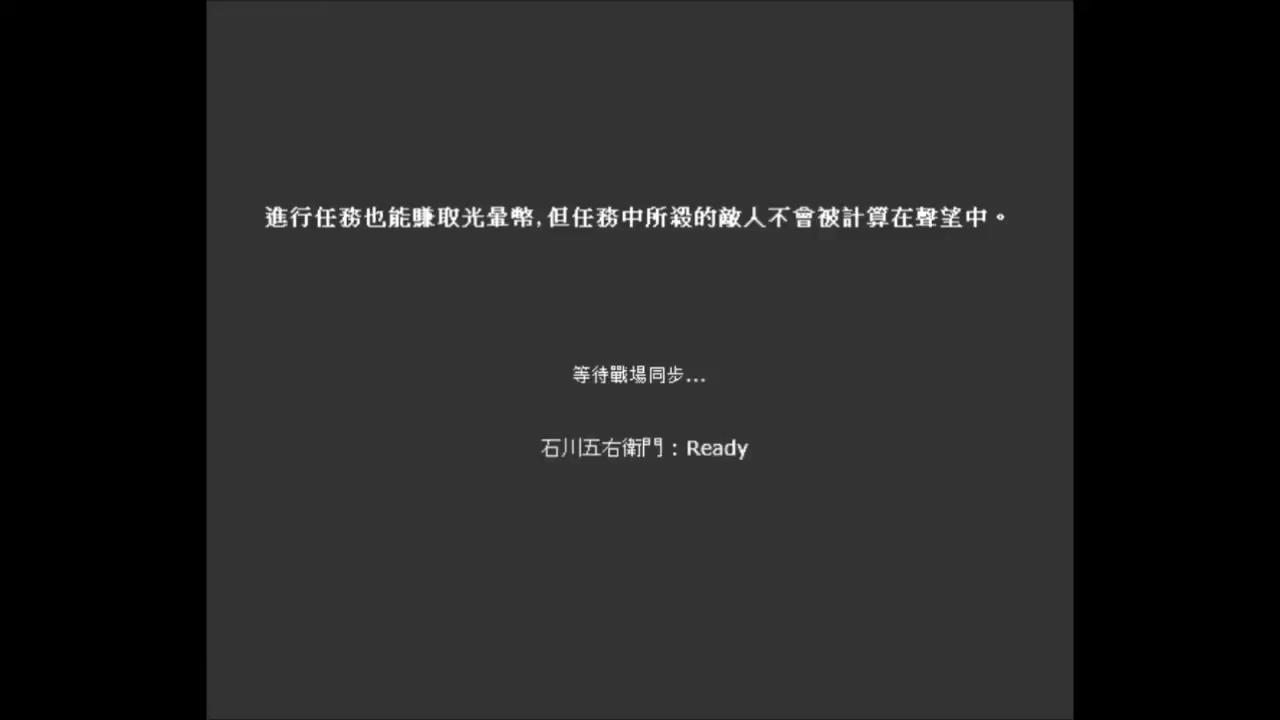 進行任務也能賺取光暈幣,但任務中所殺的敵人不會被計算在聲望中。
等待戰場同步...
石川五右衛門：Ready